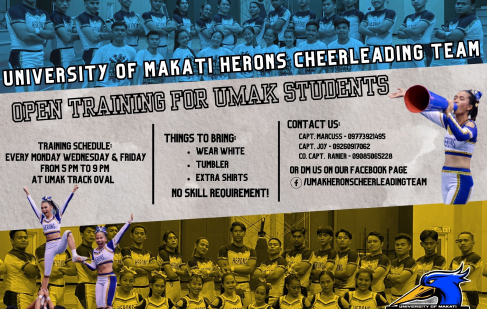 UNIVERSITY OF MAKATI HERONS CHEERLEADING TEAM
OPEN TRAINING FOR UMAK STUDENTS
TRAINING SCHEDULE:
EVERY MONDAY WEDNESDAY & FRIDAY
FROM 5 PM TO 9 PM
AT UMAK TRACK OVAL
THINGS TO BRING:
• WEAR WHITE
• TUMBLER
• EXTRA SHIRTS
NO SKILL REQUIREMENT!
CONTACT US:
CAPT. MARCUSS - 09773921495
CAPT. JOY - 09260917062
CO. CAPT. RANIER - 09085065228
OR DM US ON OUR FACEBOOK PAGE
/UMAKHERONSCHEERLEADINGTEAM
HERONS
UNIVERSITY OF MAKATI